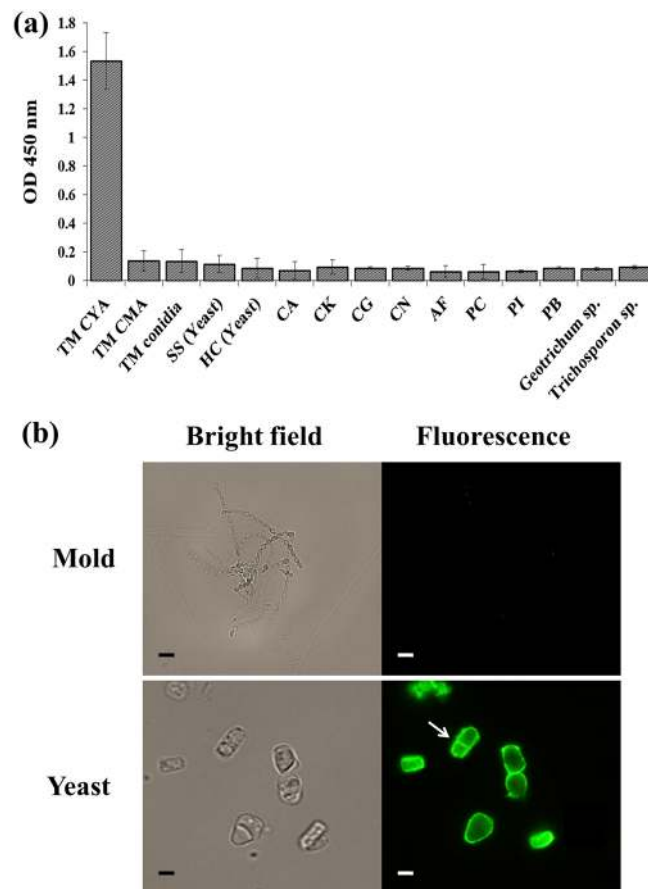 (a)
OD 450 nm
1.8
1.6
1.4
1.2
1
0.8
0.6
0.4
0.2
0
TM CYA
TM CMA
TM conidia
SS (Yeast)
HC (Yeast)
CA
CK
CG
CN
AF
PC
PI
PB
Geotrichum sp.
Trichosporon sp.
(b)
Bright field
Fluorescence
Mold
Yeast